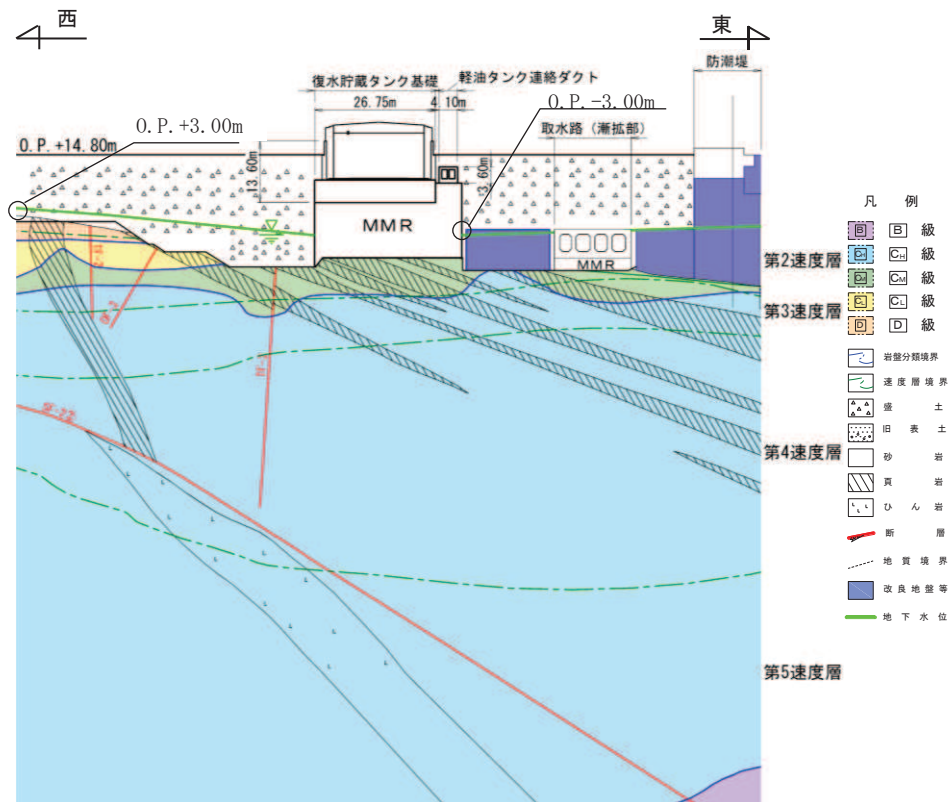 西
東
防潮堤
復水貯蔵タンク基礎
軽油タンク連絡ダクト
26.75m
4
10m
O.P.-3.00m
O.P.+3.00m
取水路（漸拡部）
O.P.+14.80m
13.60m
3.60m
MMR
MMR
第2速度層
第3速度層
第4速度層
第5速度層
SF-22
凡 例
B B 級
CH CH 級
CM CM 級
CL CL 級
D D 級
岩盤分類境界
速度層境界
盛土
旧表土
砂岩
頁岩
ひん岩
断層
地質境界
改良地盤等
地下水位